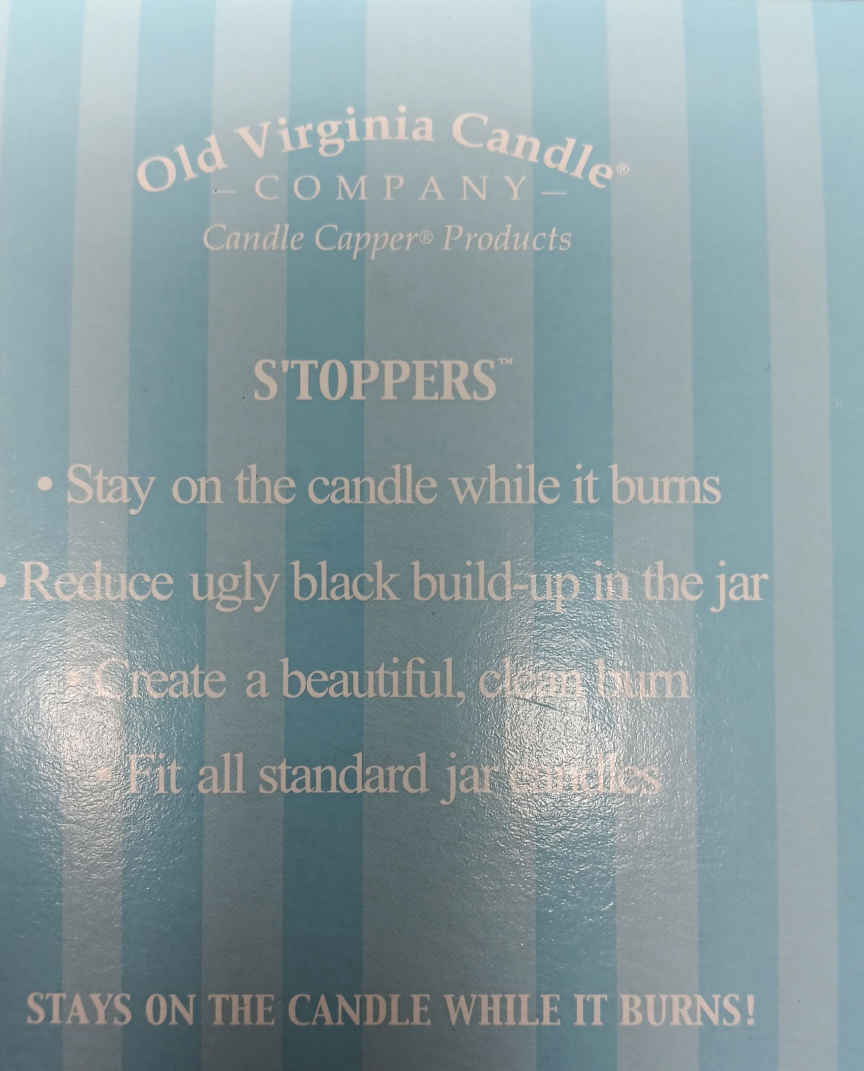 Old Virginia Candle®
– COMPANY –
Candle Capper® Products
S'TOPPERS™
• Stay on the candle while it burns
• Reduce ugly black build-up in the jar
• Create a beautiful, clean burn
• Fit all standard jar candles
STAYS ON THE CANDLE WHILE IT BURNS!